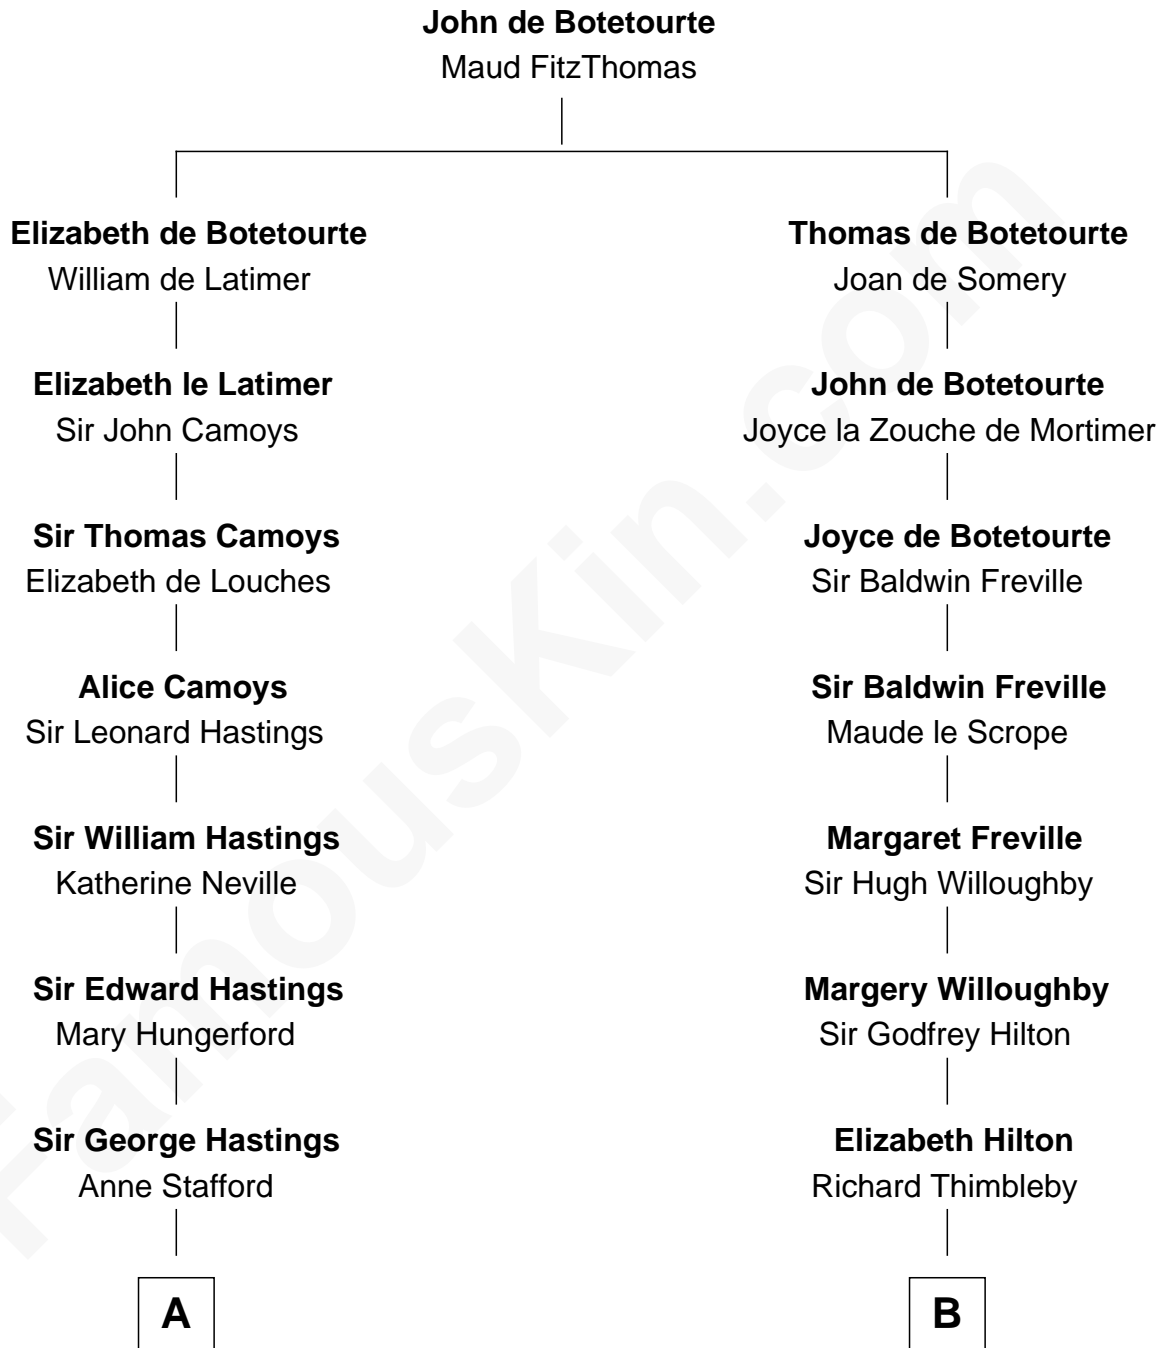 John de Botetourte
Maud FitzThomas
Elizabeth de Botetourte
William de Latimer
Thomas de Botetourte
Joan de Somery
Elizabeth le Latimer
Sir John Camoys
John de Botetourte
Joyce la Zouche de Mortimer
Sir Thomas Camoys
Elizabeth de Louches
Joyce de Botetourte
Sir Baldwin Freville
Alice Camoys
Sir Leonard Hastings
Sir Baldwin Freville
Maude le Scrope
Sir William Hastings
Katherine Neville
Margaret Freville
Sir Hugh Willoughby
Sir Edward Hastings
Mary Hungerford
Margery Willoughby
Sir Godfrey Hilton
Sir George Hastings
Anne Stafford
Elizabeth Hilton
Richard Thimbleby
A
B
FamousKin.com